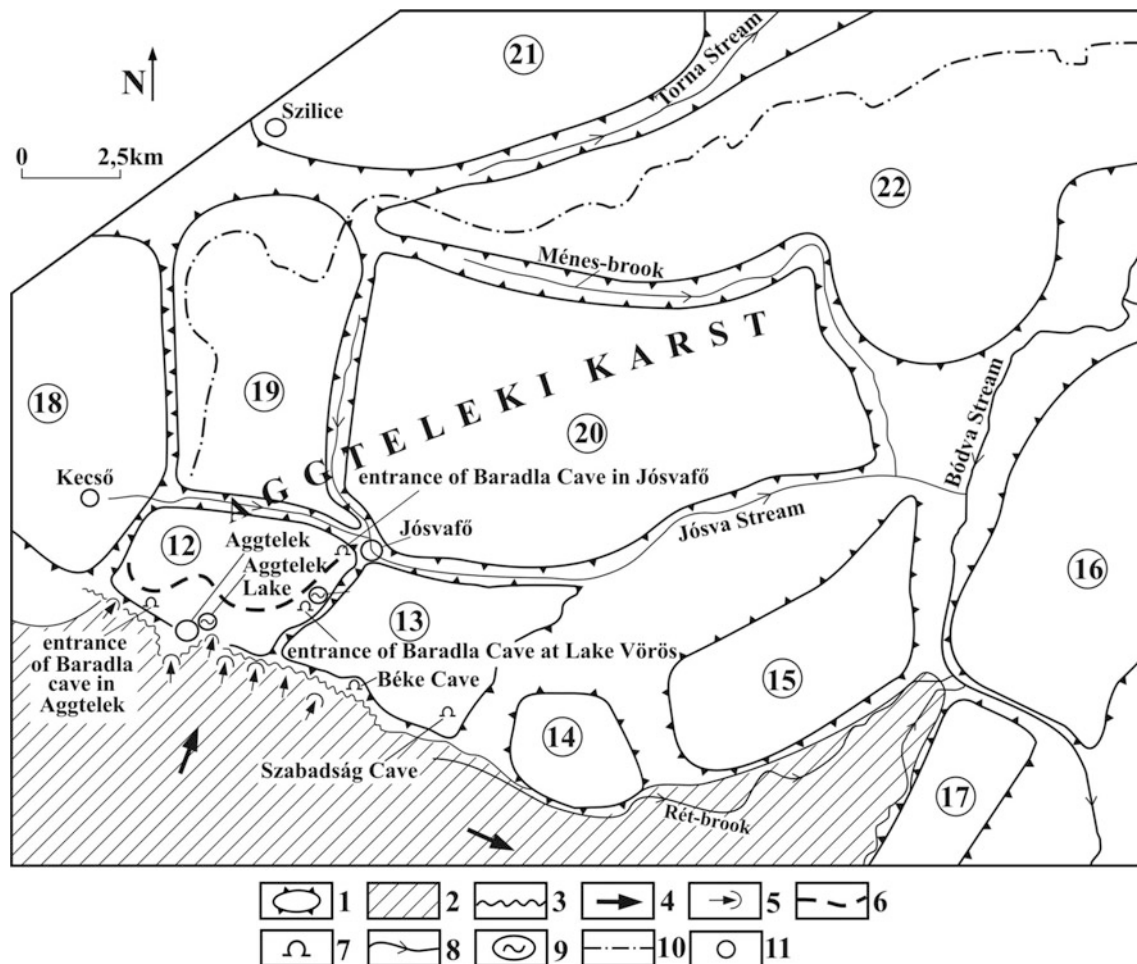 21
Torna Stream
N
Szilice
0 2,5km
22
Ménes-brook
AGGTELEKI KARST
18
19
20
Bódva Stream
Kecső
entrance of Baradla Cave in Jósvafő
Jósvafő
Jósva Stream
12
Aggtelek
Aggtelek
Lake
16
13
entrance
of Baradla
cave in
Aggtelek
entrance of Baradla Cave at Lake Vörös
Béke Cave
15
14
Szabadság Cave
17
Rét-brook
1 2 3 4 5 6
7 8 9 10 11